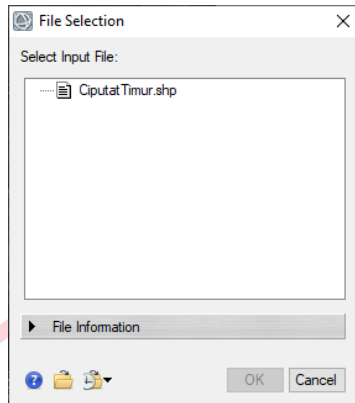 File Selection
Select Input File:
CiputatTimur.shp
File Information
OK
Cancel